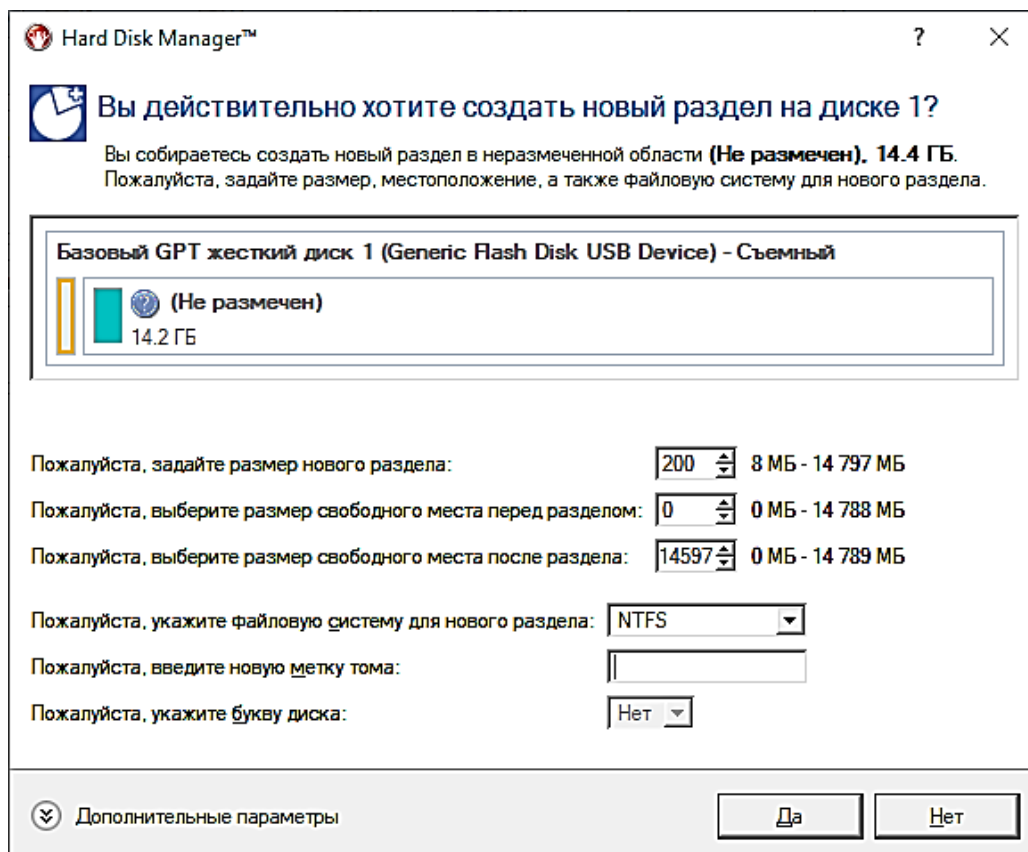 Hard Disk Manager™
?
Вы действительно хотите создать новый раздел на диске 1?
Вы собираетесь создать новый раздел в неразмеченной области (Не размечен), 14.4 ГБ.
Пожалуйста, задайте размер, местоположение, а также файловую систему для нового раздела.
Базовый GPT жесткий диск 1 (Generic Flash Disk USB Device) - Съемный
? (Не размечен)
14.2 ГБ
Пожалуйста, задайте размер нового раздела: 200 8 МБ - 14 797 МБ
Пожалуйста, выберите размер свободного места перед разделом: 0 0 МБ - 14 788 МБ
Пожалуйста, выберите размер свободного места после раздела: 14597 0 МБ - 14 789 МБ
Пожалуйста, укажите файловую систему для нового раздела: NTFS
Пожалуйста, введите новую метку тома:
Пожалуйста, укажите букву диска: Нет
Дополнительные параметры Да Нет